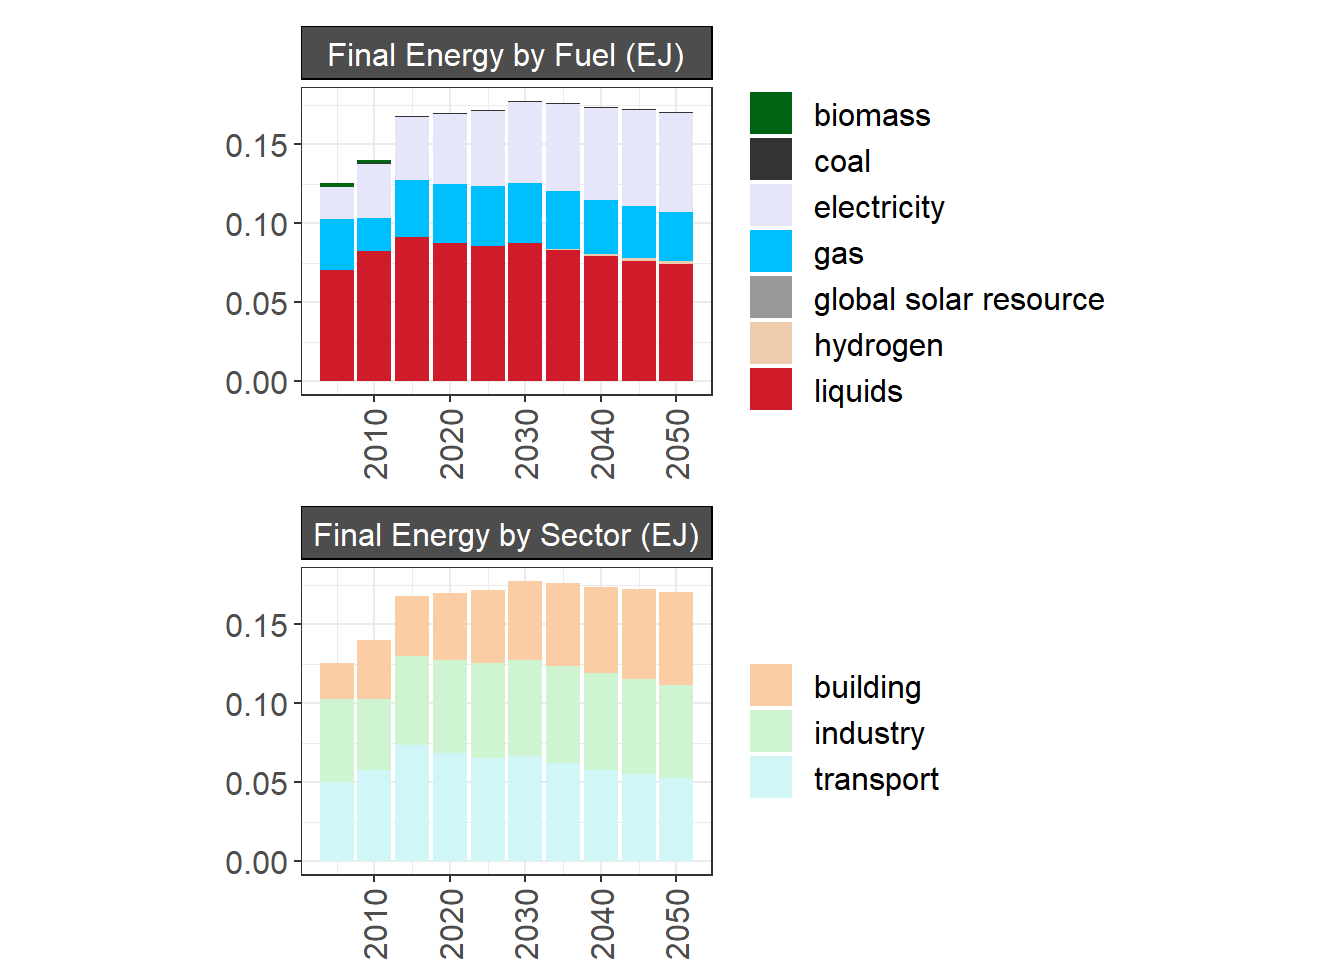 Final Energy by Fuel (EJ)
0.15
0.10
0.05
0.00
2010
2020
2030
2040
2050
biomass
coal
electricity
gas
global solar resource
hydrogen
liquids
Final Energy by Sector (EJ)
0.15
0.10
0.05
0.00
2010
2020
2030
2040
2050
building
industry
transport